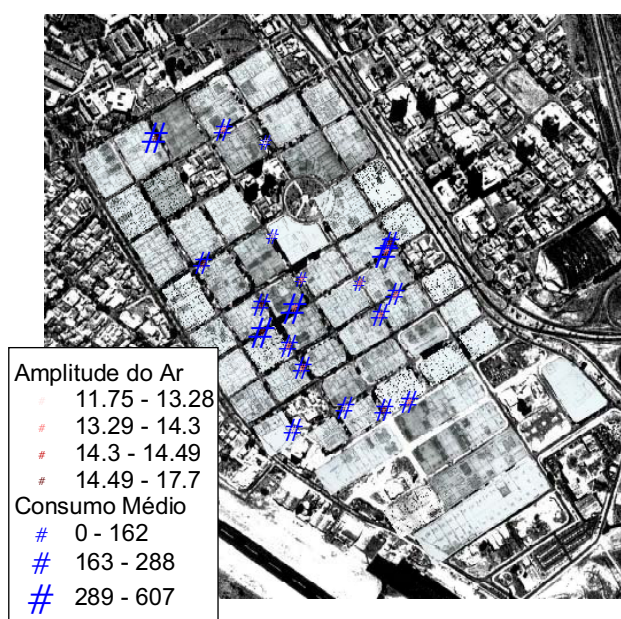 Amplitude do Ar
# 11.75 - 13.28
# 13.29 - 14.3
# 14.3 - 14.49
# 14.49 - 17.7
Consumo Médio
# 0 - 162
# 163 - 288
# 289 - 607